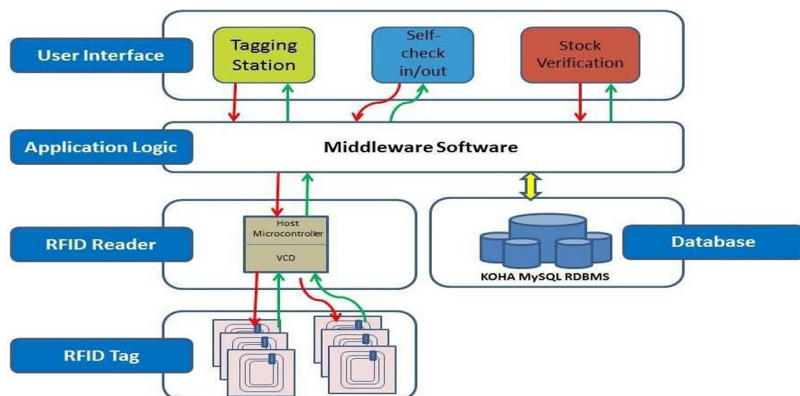 User Interface
Tagging
Station
Self-
check
in/out
Stock
Verification
Application Logic
Middleware Software
RFID Reader
Host
Microcontroller
VCD
Database
KOHA MySQL RDBMS
RFID Tag